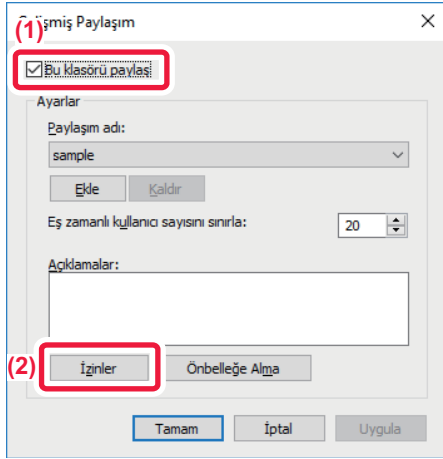 Gelişmiş Paylaşım
(1)
Bu klasörü paylaş
Ayarlar
Paylaşım adı:
sample
Ekle Kaldır
Eş zamanlı kullanıcı sayısını sınırla: 20
Açıklamalar:
(2)
İzinler Önbelleğe Alma
Tamam İptal Uygula